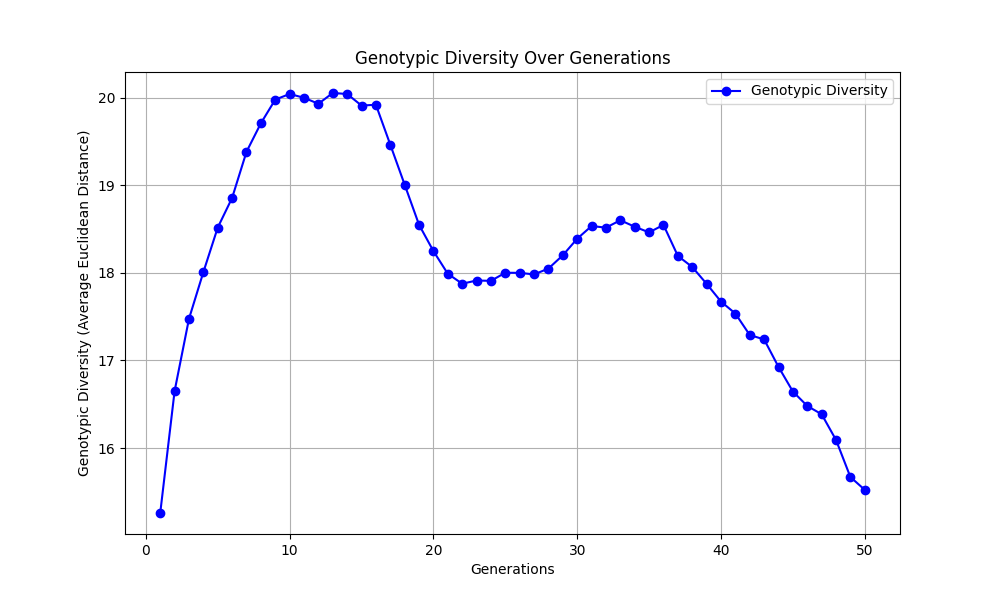 Genotypic Diversity Over Generations
Genotypic Diversity
Genotypic Diversity (Average Euclidean Distance)
20
19
18
17
16
0 10 20 30 40 50
Generations